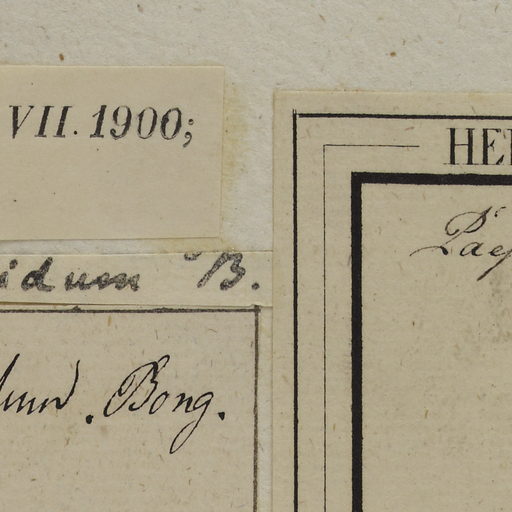 VII. 1900;
HE
idum B.
. Bong.